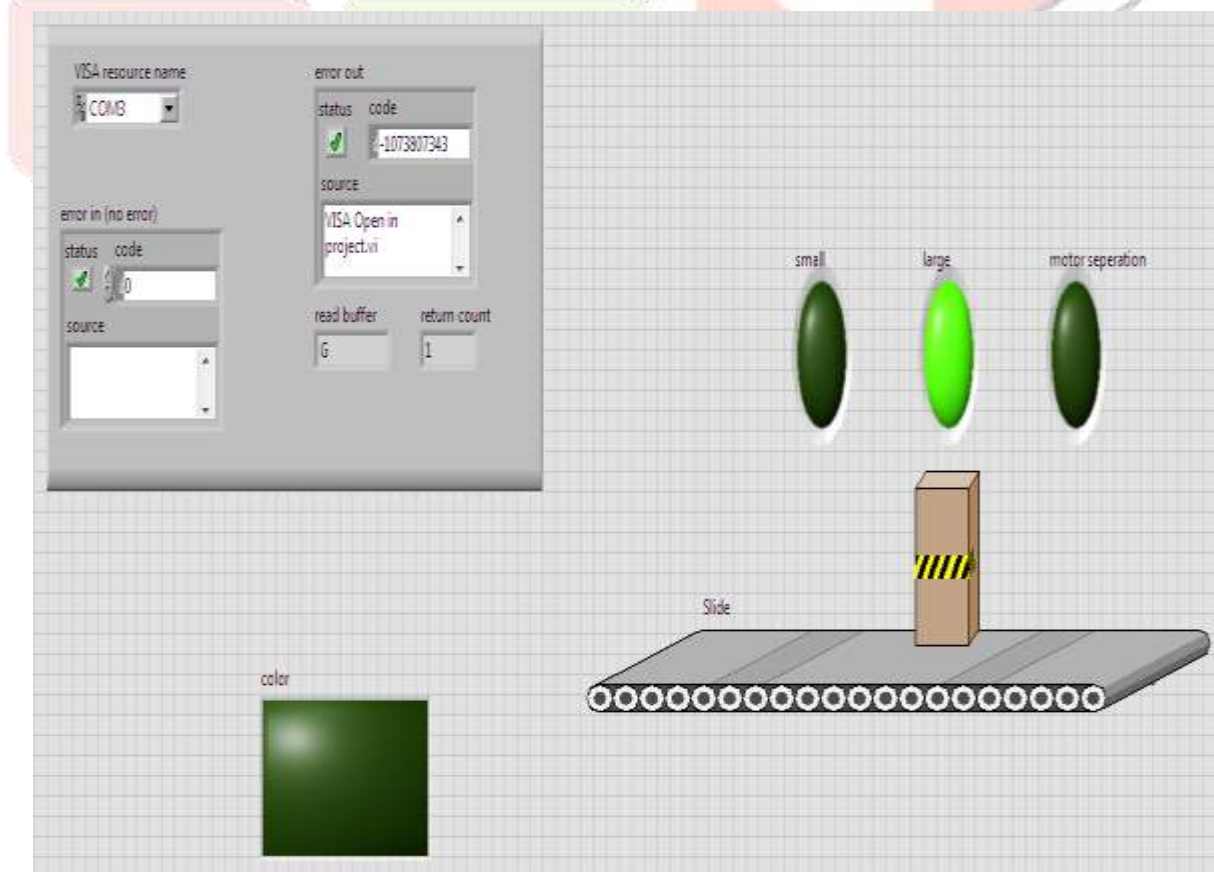 VISA resource name
COM3
error out
status code
-1073807343
source
VISA Open in
project.vi
error in (no error)
status code
0
source
read buffer
G
return count
1
small
large
motor seperation
Slide
color